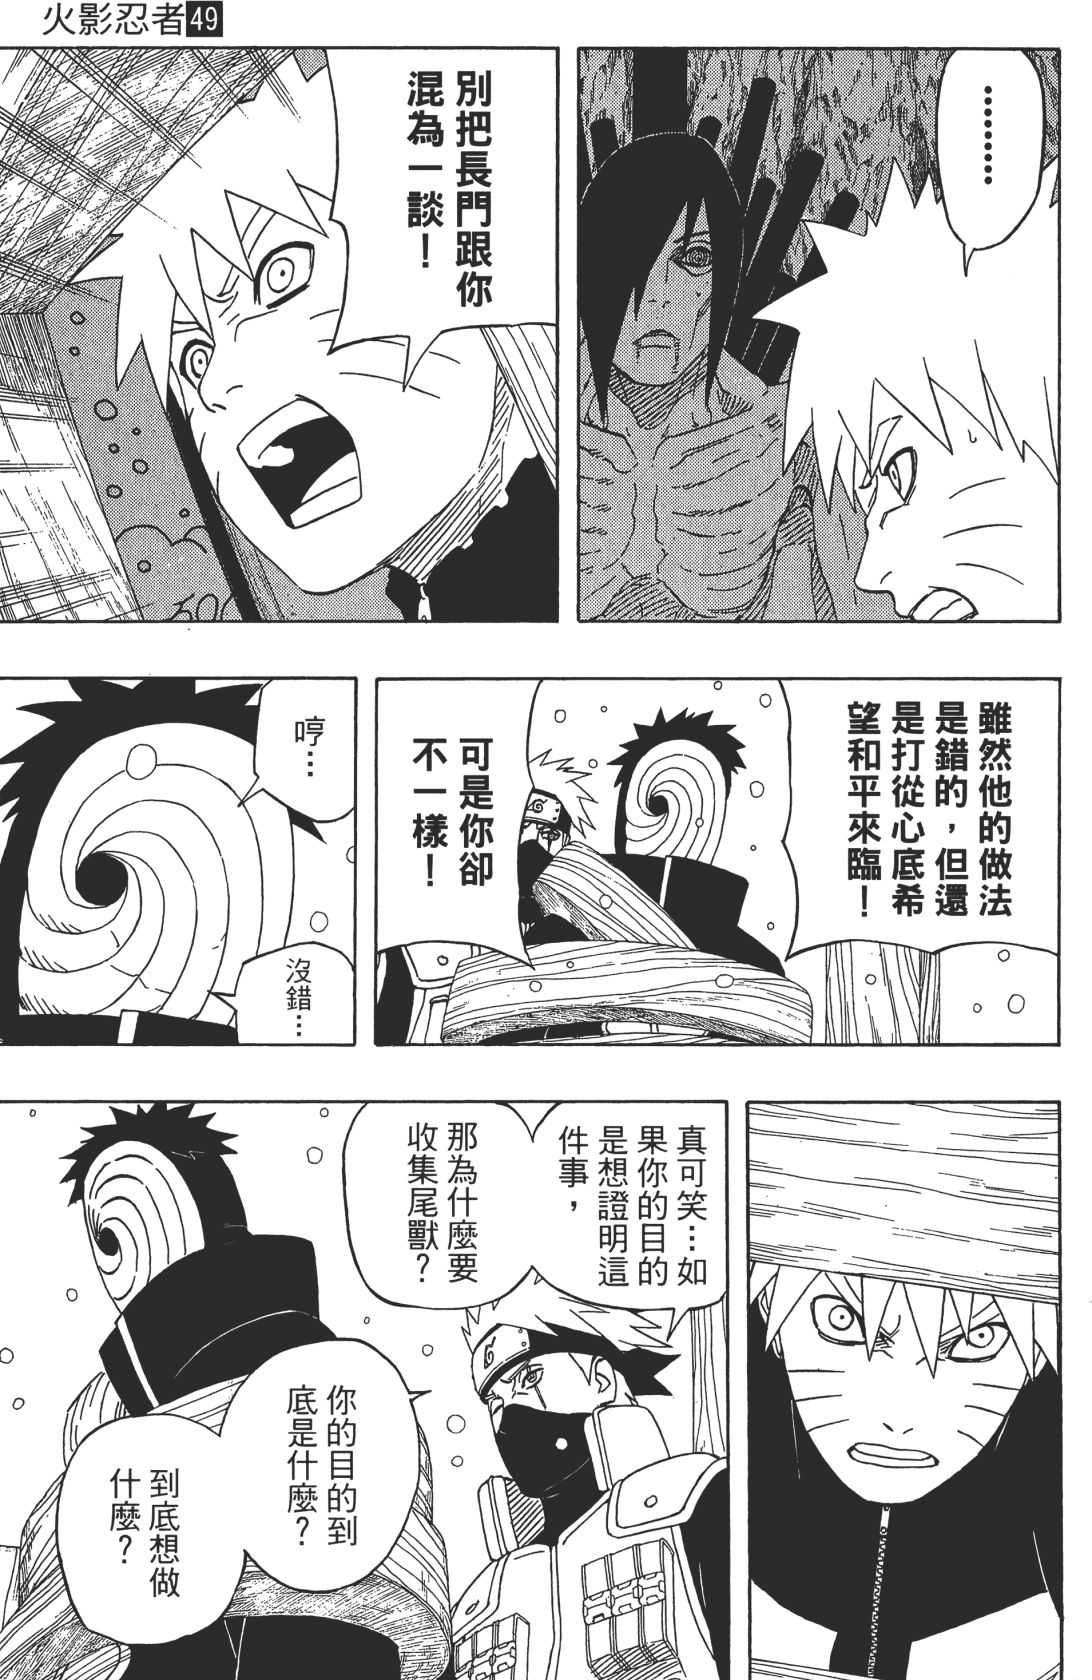 火影忍者49
………
別把長門跟你
混為一談！
雖然他的做法
是錯的，但還
是打從心底希
望和平來臨！
可是你卻
不一樣！
哼…
沒錯…
真可笑…如
果你的目的
是想證明這
件事，
那為什麼要
收集尾獸？
你的目的到
底是什麼？
到底想做
什麼？